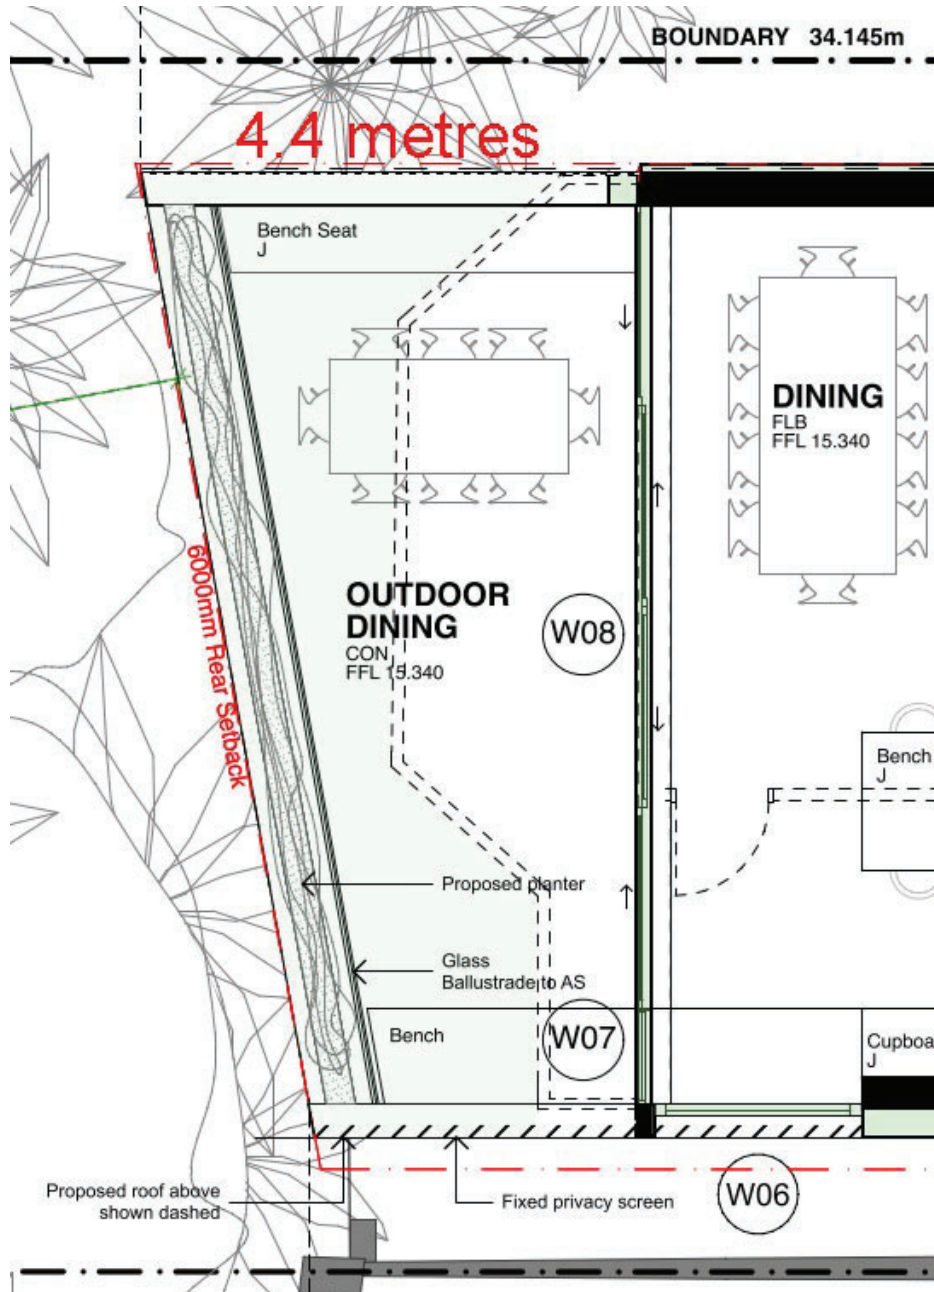 BOUNDARY 34.145m
4.4 metres
Bench Seat
J
DINING
FLB
FFL 15.340
6000mm Rear Setback
OUTDOOR
DINING
CON
FFL 15.340
W08
Bench
J
Proposed planter
Glass
Ballustrade to AS
Bench
W07
Cupboa
J
Proposed roof above
shown dashed
Fixed privacy screen
W06